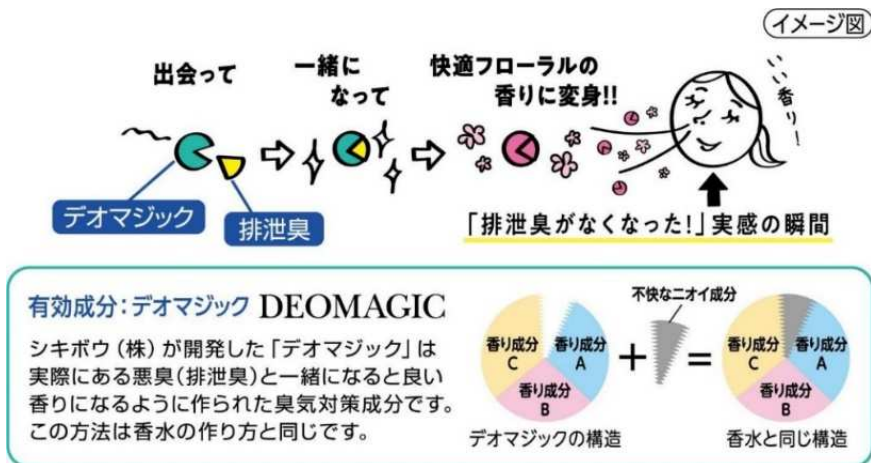 イメージ図
出会って
一緒に
なって
快適フローラルの
香りに変身!!
いい香り!
デオマジック
排泄臭
「排泄臭がなくなった!」実感の瞬間
有効成分:デオマジック DEOMAGIC
シキボウ(株)が開発した「デオマジック」は
実際にある悪臭(排泄臭)と一緒になると良い
香りになるように作られた臭気対策成分です。
この方法は香水の作り方と同じです。
不快なニオイ成分
香り成分
C
香り成分
A
香り成分
B
+
=
香り成分
C
香り成分
A
香り成分
B
デオマジックの構造
香水と同じ構造